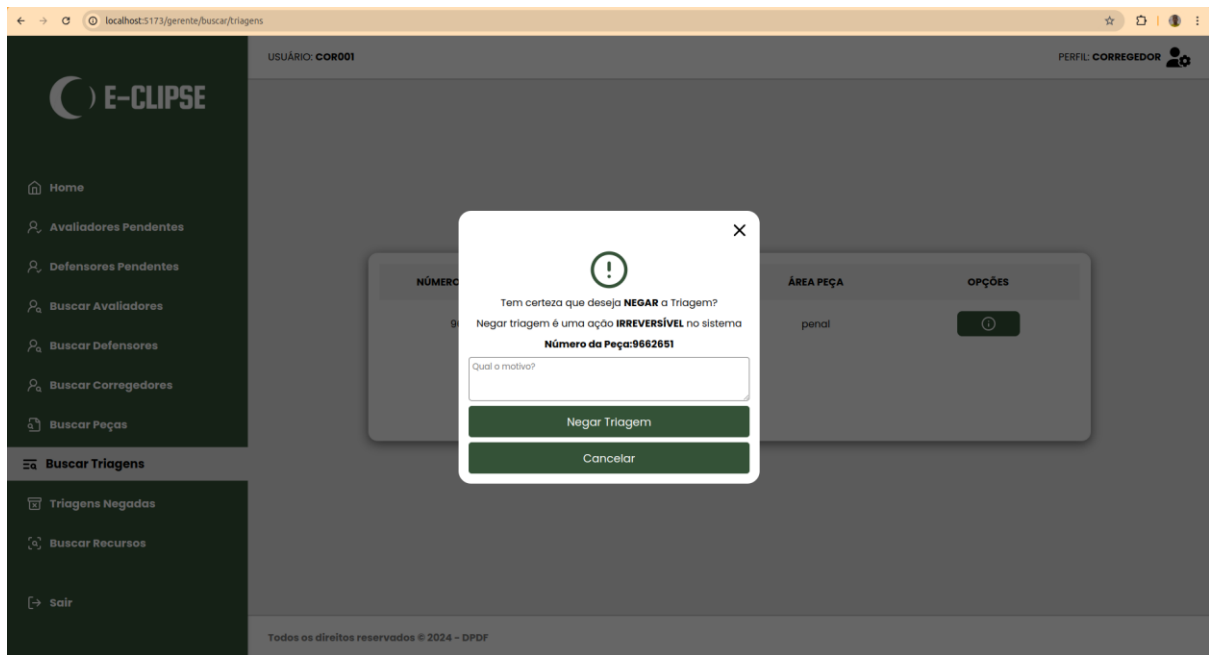 localhost:5173/gerente/buscar/triagens
E-CLIPSE
USUÁRIO: COR001
PERFIL: CORREGEDOR
Home
Avaliadores Pendentes
Defensores Pendentes
Buscar Avaliadores
Buscar Defensores
Buscar Corregedores
Buscar Peças
Buscar Triagens
Triagens Negadas
Buscar Recursos
Sair
NÚMERO
ÁREA PEÇA
OPÇÕES
penal
Tem certeza que deseja NEGAR a Triagem?
Negar triagem é uma ação IRREVERSÍVEL no sistema
Número da Peça:9662651
Qual o motivo?
Negar Triagem
Cancelar
Todos os direitos reservados © 2024 - DPDF